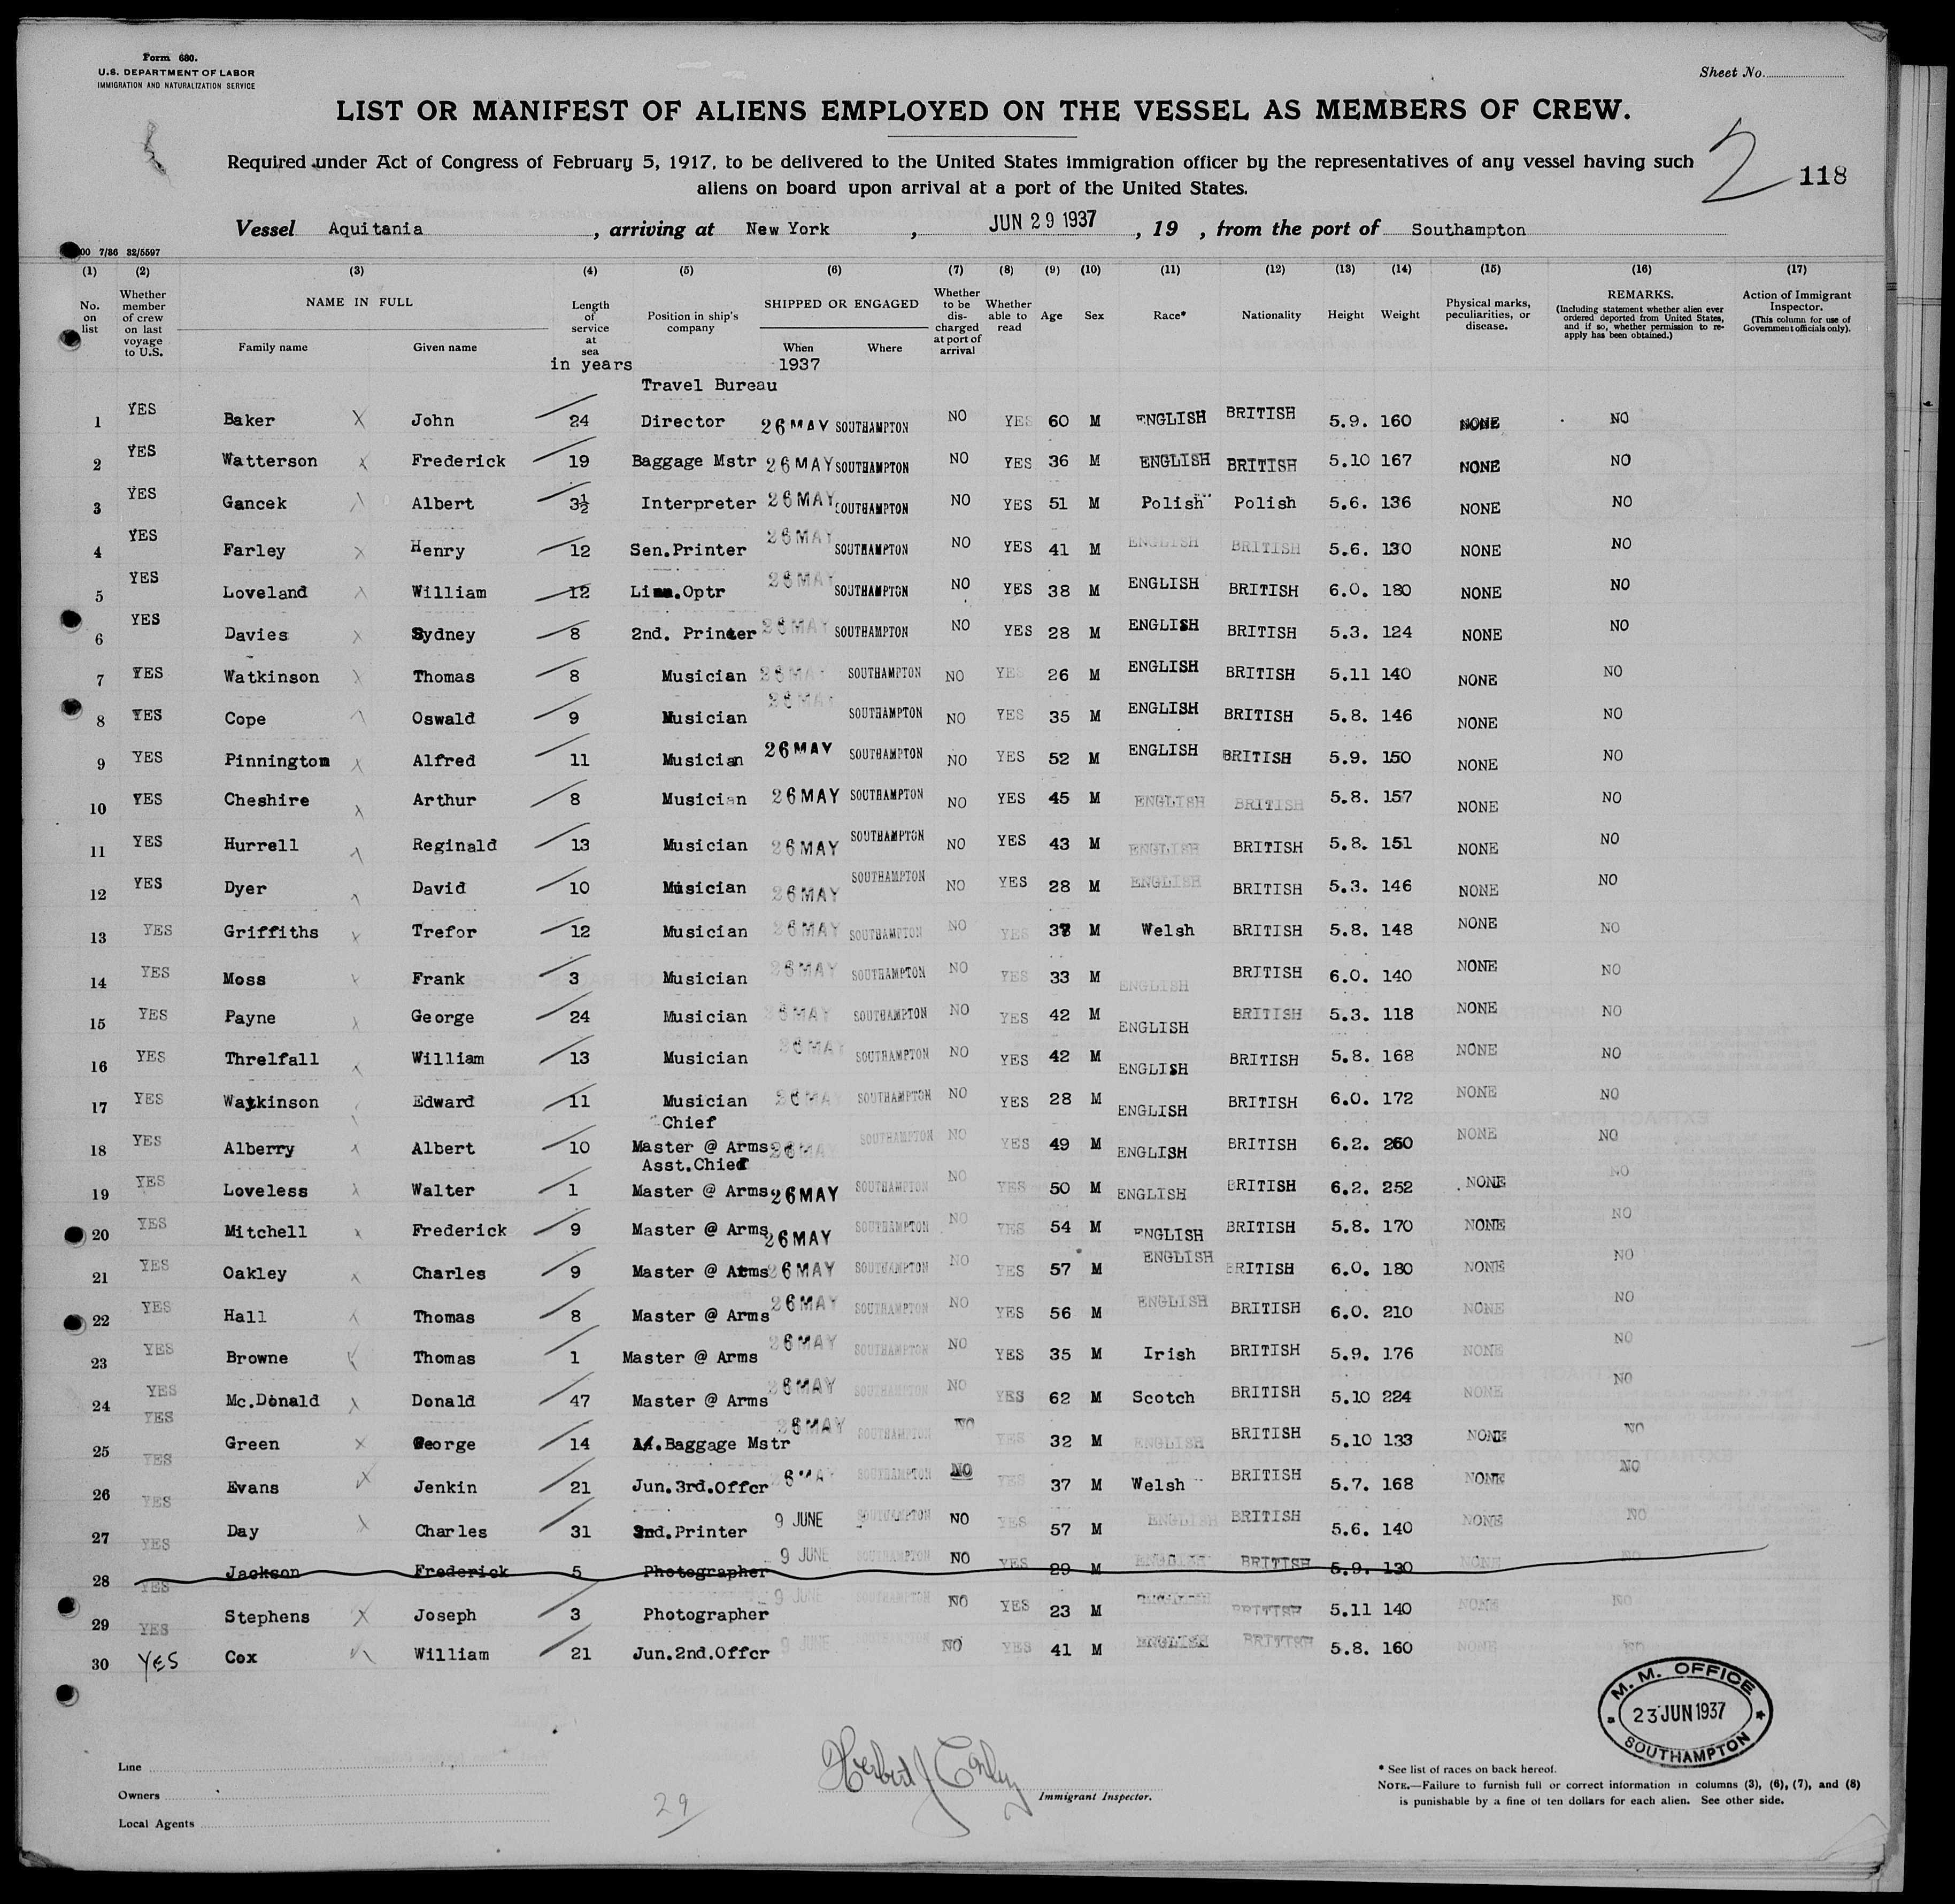 Form 680.
U.S. DEPARTMENT OF LABOR
IMMIGRATION AND NATURALIZATION SERVICE
Sheet No.
LIST OR MANIFEST OF ALIENS EMPLOYED ON THE VESSEL AS MEMBERS OF CREW.
Required under Act of Congress of February 5, 1917, to be delivered to the United States immigration officer by the representatives of any vessel having such
aliens on board upon arrival at a port of the United States.
2 118
Vessel Aquitania, arriving at New York, JUN 29 1937, 19 , from the port of Southampton
00 7/36 32/5597
(1) (2) (3) (4) (5) (6) (7) (8) (9) (10) (11) (12) (13) (14) (15) (16) (17)
No. on list
Whether member of crew on last voyage to U.S.
NAME IN FULL
Family name Given name
Length of service at sea
in years
Position in ship's company
SHIPPED OR ENGAGED
When Where
1937
Whether to be discharged at port of arrival
Whether able to read
Age
Sex
Race*
Nationality
Height
Weight
Physical marks, peculiarities, or disease.
REMARKS.
(Including statement whether alien ever ordered deported from United States, and if so, whether permission to reapply has been obtained.)
Action of Immigrant Inspector.
(This column for use of Government officials only).
Travel Bureau
1 YES Baker X John 24 Director 26 MAY SOUTHAMPTON NO YES 60 M ENGLISH BRITISH 5.9. 160 NONE NO
2 YES Watterson X Frederick 19 Baggage Mstr 26 MAY SOUTHAMPTON NO YES 36 M ENGLISH BRITISH 5.10 167 NONE NO
3 YES Gancek Albert 3½ Interpreter 26 MAY SOUTHAMPTON NO YES 51 M Polish Polish 5.6. 136 NONE NO
4 YES Farley X Henry 12 Sen.Printer 26 MAY SOUTHAMPTON NO YES 41 M ENGLISH BRITISH 5.6. 130 NONE NO
5 YES Loveland X William 12 Optr 26 MAY SOUTHAMPTON NO YES 38 M ENGLISH BRITISH 6.0. 180 NONE NO
6 YES Davies X Sydney 8 2nd. Printer 26 MAY SOUTHAMPTON NO YES 28 M ENGLISH BRITISH 5.3. 124 NONE NO
7 YES Watkinson X Thomas 8 Musician 26 MAY SOUTHAMPTON NO YES 26 M ENGLISH BRITISH 5.11 140 NONE NO
8 YES Cope Oswald 9 Musician 26 MAY SOUTHAMPTON NO YES 35 M ENGLISH BRITISH 5.8. 146 NONE NO
9 YES Pinnington X Alfred 11 Musician 26 MAY SOUTHAMPTON NO YES 52 M ENGLISH BRITISH 5.9. 150 NONE NO
10 YES Cheshire X Arthur 8 Musician 26 MAY SOUTHAMPTON NO YES 45 M ENGLISH BRITISH 5.8. 157 NONE NO
11 YES Hurrell Reginald 13 Musician 26 MAY SOUTHAMPTON NO YES 43 M ENGLISH BRITISH 5.8. 151 NONE NO
12 YES Dyer David 10 Musician 26 MAY SOUTHAMPTON NO YES 28 M ENGLISH BRITISH 5.3. 146 NONE NO
13 YES Griffiths X Trefor 12 Musician 26 MAY SOUTHAMPTON NO YES M Welsh BRITISH 5.8. 148 NONE NO
14 YES Moss X Frank 3 Musician 26 MAY SOUTHAMPTON NO YES 33 M ENGLISH BRITISH 6.0. 140 NONE NO
15 YES Payne X George 24 Musician 26 MAY SOUTHAMPTON NO YES 42 M ENGLISH BRITISH 5.3. 118 NONE NO
16 YES Threlfall X William 13 Musician 26 MAY SOUTHAMPTON NO YES 42 M ENGLISH BRITISH 5.8. 168 NONE NO
17 YES Watkinson Edward 11 Musician 26 MAY SOUTHAMPTON NO YES 28 M ENGLISH BRITISH 6.0. 172 NONE NO
Chief
18 YES Alberry X Albert 10 Master @ Arms 26 MAY SOUTHAMPTON NO YES 49 M ENGLISH BRITISH 6.2. 260 NONE NO
Asst.Chief
19 YES Loveless X Walter 1 Master @ Arms 26 MAY SOUTHAMPTON NO YES 50 M ENGLISH BRITISH 6.2. 252 NONE NO
20 YES Mitchell X Frederick 9 Master @ Arms 26 MAY SOUTHAMPTON NO YES 54 M ENGLISH BRITISH 5.8. 170 NONE NO
21 YES Oakley X Charles 9 Master @ Arms 26 MAY SOUTHAMPTON NO YES 57 M ENGLISH BRITISH 6.0. 180 NONE NO
22 YES Hall X Thomas 8 Master @ Arms 26 MAY SOUTHAMPTON NO YES 56 M ENGLISH BRITISH 6.0. 210 NONE NO
23 YES Browne X Thomas 1 Master @ Arms 26 MAY SOUTHAMPTON NO YES 35 M Irish BRITISH 5.9. 176 NONE NO
24 YES Mc.Donald X Donald 47 Master @ Arms 26 MAY SOUTHAMPTON NO YES 62 M Scotch BRITISH 5.10 224 NONE NO
25 YES Green X George 14 Baggage Mstr 26 MAY SOUTHAMPTON NO YES 32 M ENGLISH BRITISH 5.10 133 NONE NO
26 YES Evans X Jenkin 21 Jun.3rd.Offcr 26 MAY SOUTHAMPTON NO YES 37 M Welsh BRITISH 5.7. 168 NONE NO
27 YES Day X Charles 31 Printer 9 JUNE SOUTHAMPTON NO YES 57 M ENGLISH BRITISH 5.6. 140 NONE NO
28 YES Jackson Frederick 5 Photographer 9 JUNE SOUTHAMPTON NO YES 29 M ENGLISH BRITISH 5.9. 130 NONE NO
29 YES Stephens X Joseph 3 Photographer 9 JUNE SOUTHAMPTON NO YES 23 M ENGLISH BRITISH 5.11 140 NONE NO
30 YES YES Cox William 21 Jun.2nd.Offcr 9 JUNE SOUTHAMPTON NO YES 41 M ENGLISH BRITISH 5.8. 160 NONE NO
M. M. OFFICE
23 JUN 1937
SOUTHAMPTON
Line
Owners
Local Agents
29
Herbert J Conley
Immigrant Inspector.
* See list of races on back hereof.
NOTE.—Failure to furnish full or correct information in columns (3), (6), (7), and (8)
is punishable by a fine of ten dollars for each alien. See other side.